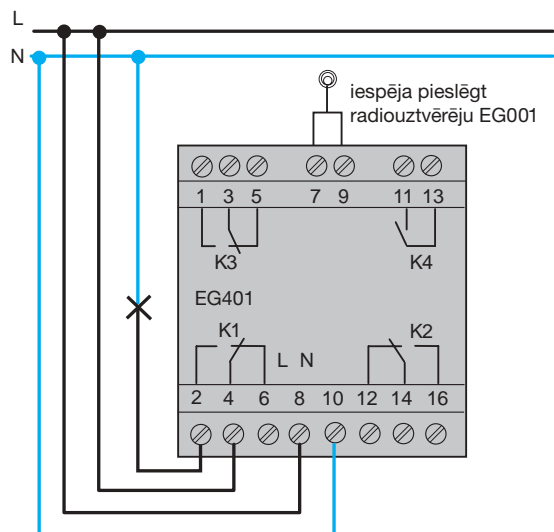 L
N
iespēja pieslēgt
radiouztvērēju EG001
1 3 5 7 9 11 13
K3 K4
EG401
K1 K2
L N
2 4 6 8 10 12 14 16